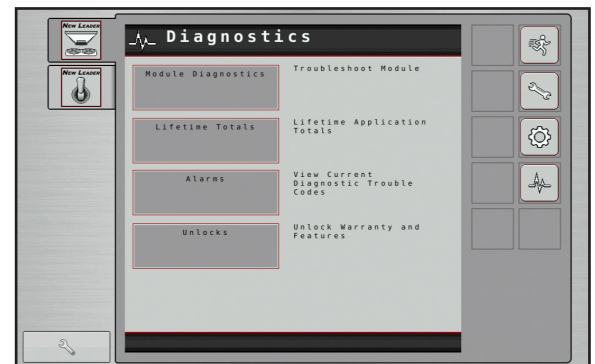 NEW LEADER
NEW LEADER
Diagnostics
Module Diagnostics
Troubleshoot Module
Lifetime Totals
Lifetime Application
Totals
Alarms
View Current
Diagnostic Trouble
Codes
Unlocks
Unlock Warranty and
Features